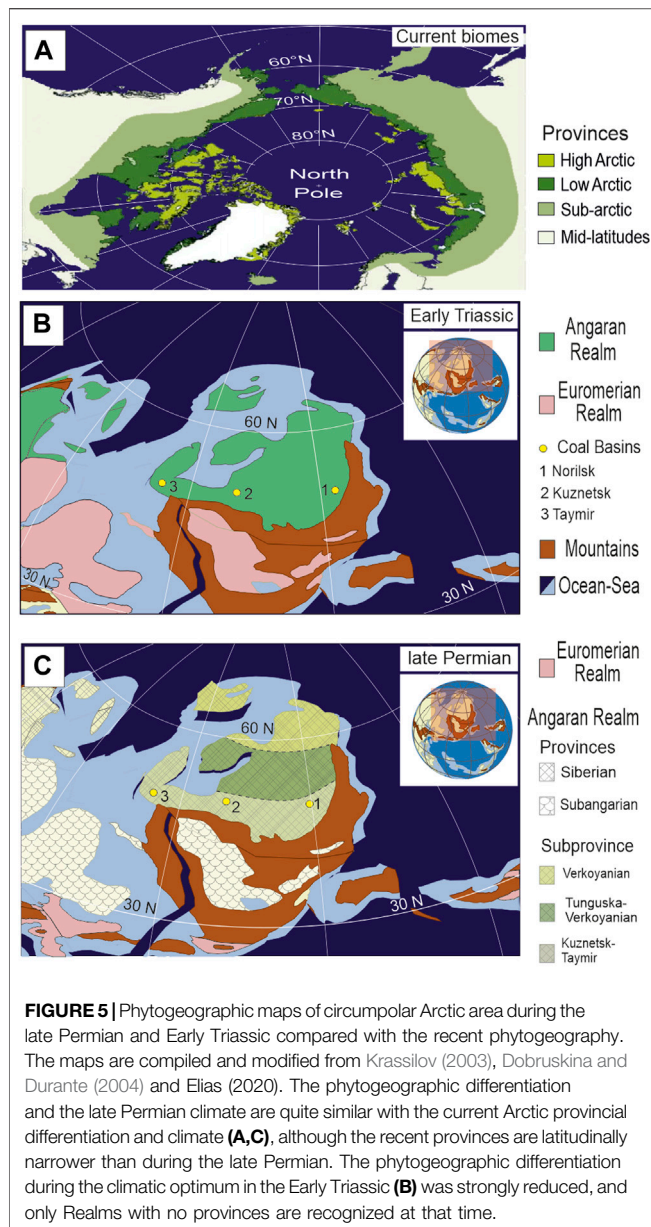 A
Current biomes
60°N
70°N
80°N
North
Pole
Provinces
High Arctic
Low Arctic
Sub-arctic
Mid-latitudes
B
Early Triassic
60 N
3
2
1
30 N
30 N
Angaran
Realm
Euromerian
Realm
Coal Basins
1 Norilsk
2 Kuznetsk
3 Taymir
Mountains
Ocean-Sea
C
late Permian
60 N
3
2
1
30 N
30 N
Euromerian
Realm
Angaran Realm
Provinces
Siberian
Subangarian
Subprovince
Verkoyanian
Tunguska-
Verkoyanian
Kuznetsk-
Taymir
FIGURE 5 | Phytogeographic maps of circumpolar Arctic area during the
late Permian and Early Triassic compared with the recent phytogeography.
The maps are compiled and modified from Krassilov (2003), Dobruskina and
Durante (2004) and Elias (2020). The phytogeographic differentiation
and the late Permian climate are quite similar with the current Arctic provincial
differentiation and climate (A,C), although the recent provinces are latitudinally
narrower than during the late Permian. The phytogeographic differentiation
during the climatic optimum in the Early Triassic (B) was strongly reduced, and
only Realms with no provinces are recognized at that time.